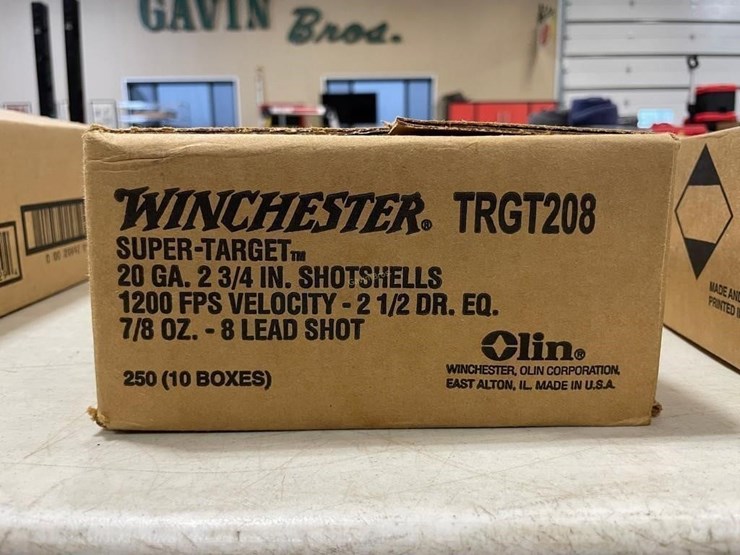 GAVIN Bros.
WINCHESTER® TRGT208
SUPER-TARGET™
20 GA. 2 3/4 IN. SHOTSHELLS
1200 FPS VELOCITY - 2 1/2 DR. EQ.
7/8 OZ. - 8 LEAD SHOT
250 (10 BOXES)
Olin®
WINCHESTER, OLIN CORPORATION,
EAST ALTON, IL. MADE IN U.S.A.
MADE AND
PRINTED